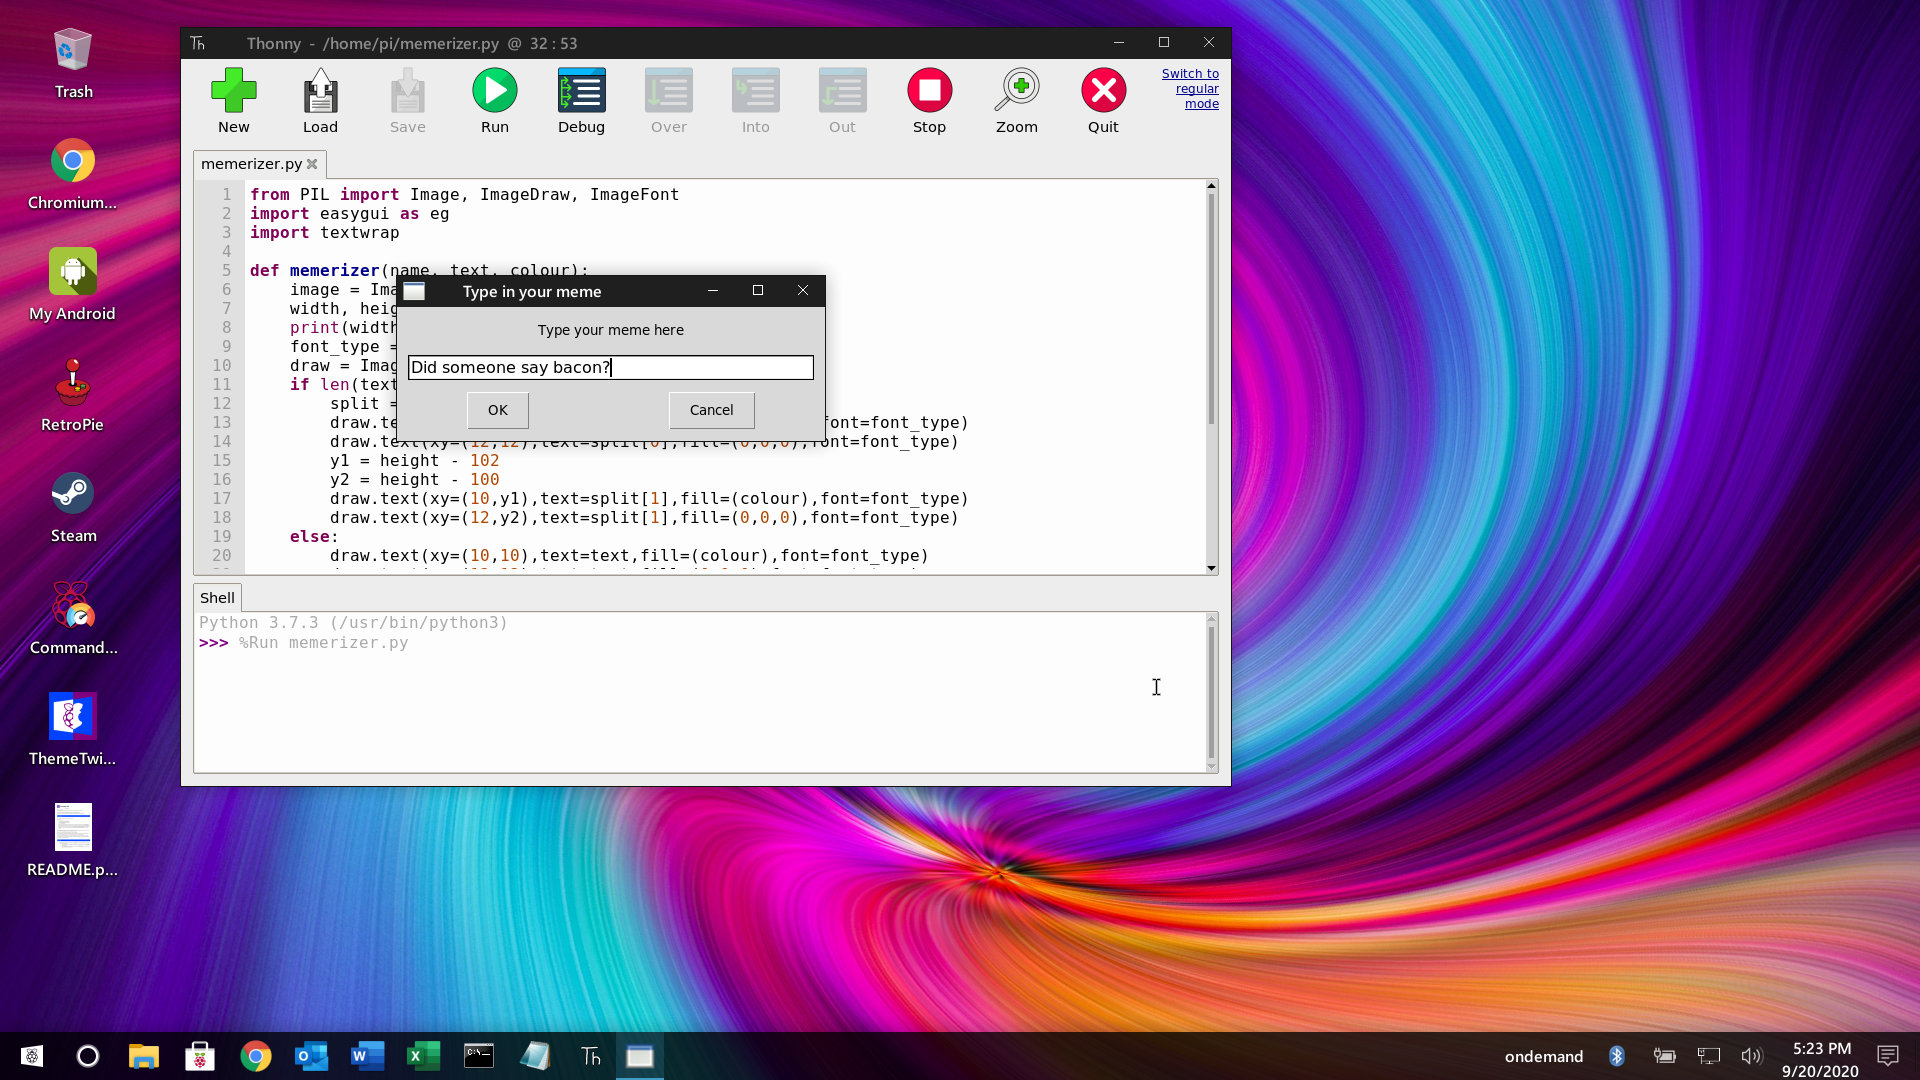 Trash
Chromium...
My Android
RetroPie
Steam
Command...
ThemeTwi...
README.p...
Th Thonny - /home/pi/memerizer.py @ 32 : 53
New Load Save Run Debug Over Into Out Stop Zoom Quit
Switch to
regular
mode
memerizer.py
1 from PIL import Image, ImageDraw, ImageFont
2 import easygui as eg
3 import textwrap
4
5 def memerizer(name, text, colour):
6 image = Ima
7 width, heig
8 print(width
9 font_type =
10 draw = Imag
11 if len(text
12 split =
13 draw.te font=font_type)
14 draw.text(xy=(12,12),text=split[0],fill=(0,0,0),font=font_type)
15 y1 = height - 102
16 y2 = height - 100
17 draw.text(xy=(10,y1),text=split[1],fill=(colour),font=font_type)
18 draw.text(xy=(12,y2),text=split[1],fill=(0,0,0),font=font_type)
19 else:
20 draw.text(xy=(10,10),text=text,fill=(colour),font=font_type)
Type in your meme
Type your meme here
Did someone say bacon?
OK Cancel
Shell
Python 3.7.3 (/usr/bin/python3)
>>> %Run memerizer.py
C:\_
Th
ondemand
5:23 PM
9/20/2020